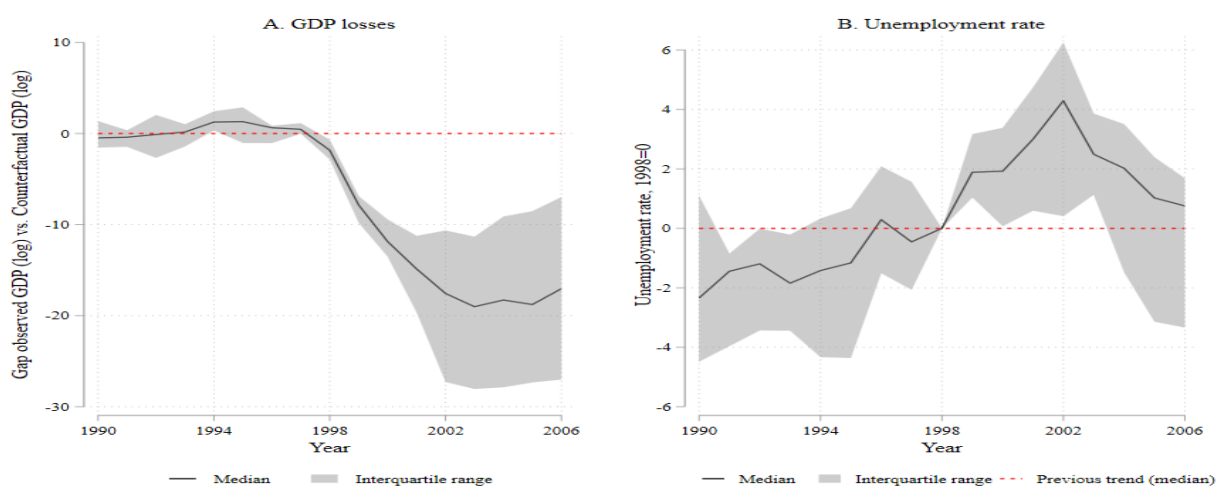 A. GDP losses
Gap observed GDP (log) vs. Counterfactual GDP (log)
10
0
-10
-20
-30
1990
1994
1998
2002
2006
Year
Median
Interquartile range
B. Unemployment rate
Unemployment rate, 1998=0
6
4
2
0
-2
-4
-6
1990
1994
1998
2002
2006
Year
Median
Interquartile range
Previous trend (median)